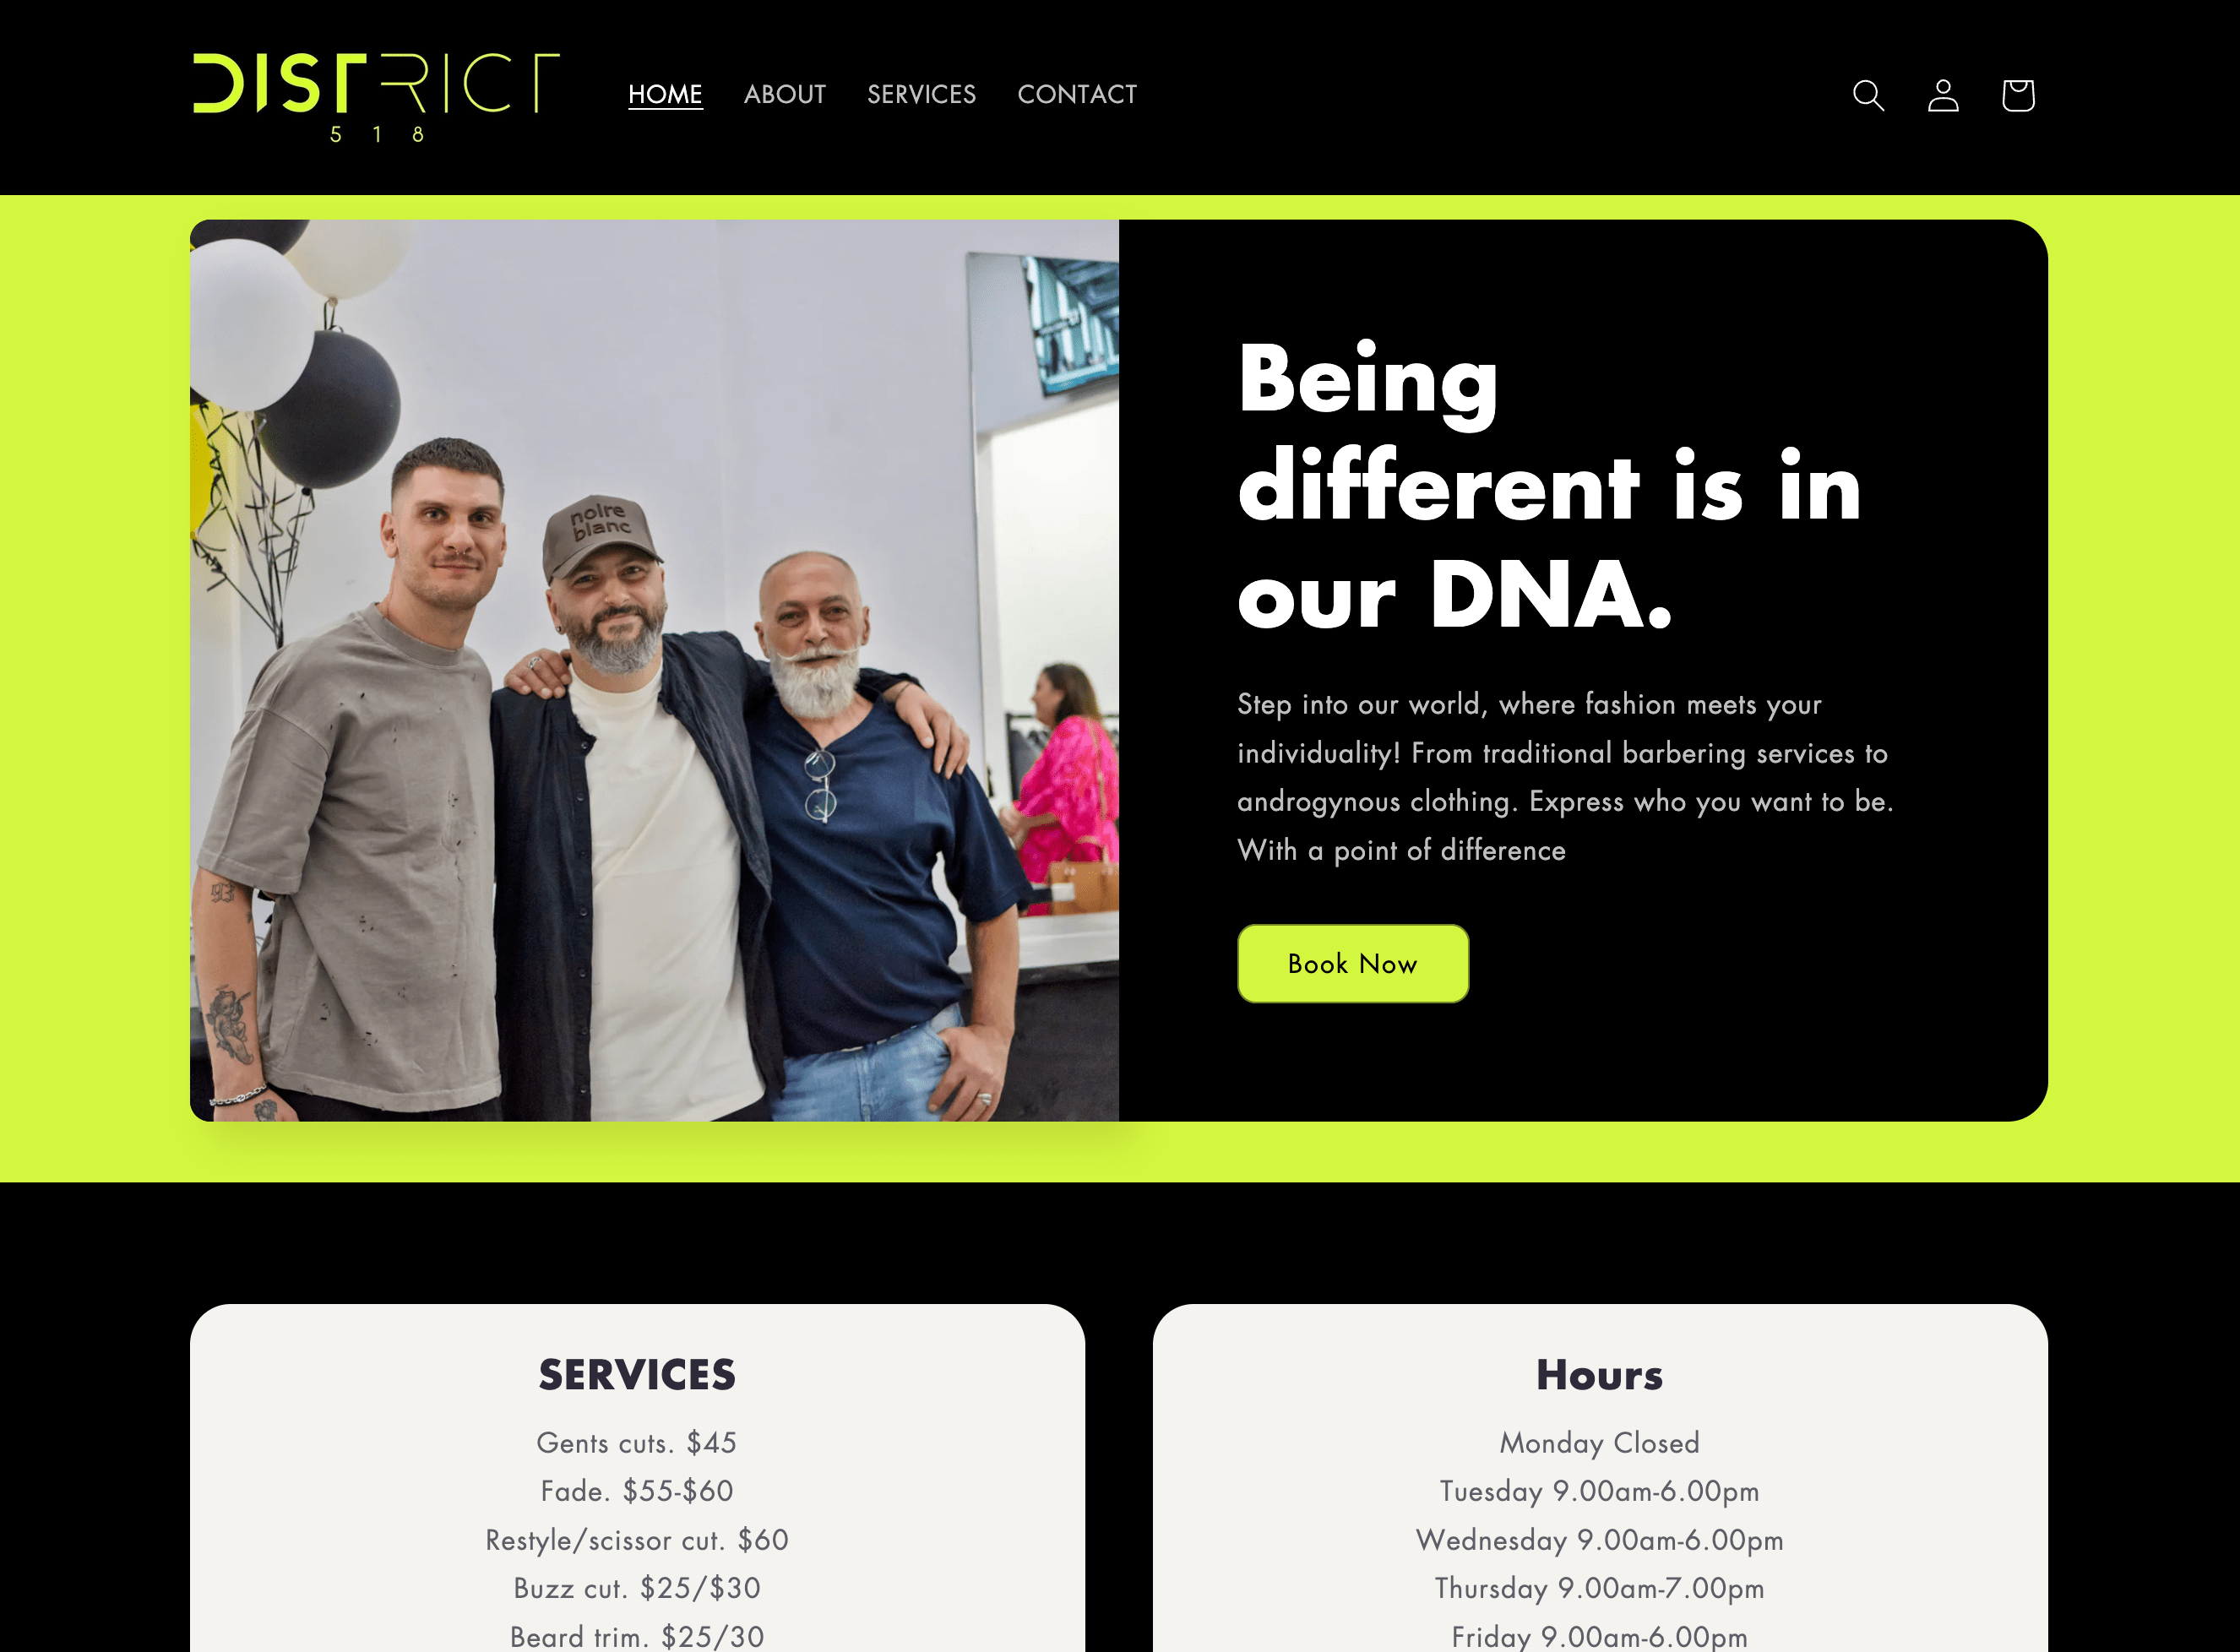 DISTRICT
518
HOME ABOUT SERVICES CONTACT
noire
blanc
93
Being
different is in
our DNA.
Step into our world, where fashion meets your
individuality! From traditional barbering services to
androgynous clothing. Express who you want to be.
With a point of difference
Book Now
SERVICES
Gents cuts. $45
Fade. $55-$60
Restyle/scissor cut. $60
Buzz cut. $25/$30
Beard trim. $25/30
Hours
Monday Closed
Tuesday 9.00am-6.00pm
Wednesday 9.00am-6.00pm
Thursday 9.00am-7.00pm
Friday 9.00am-6.00pm